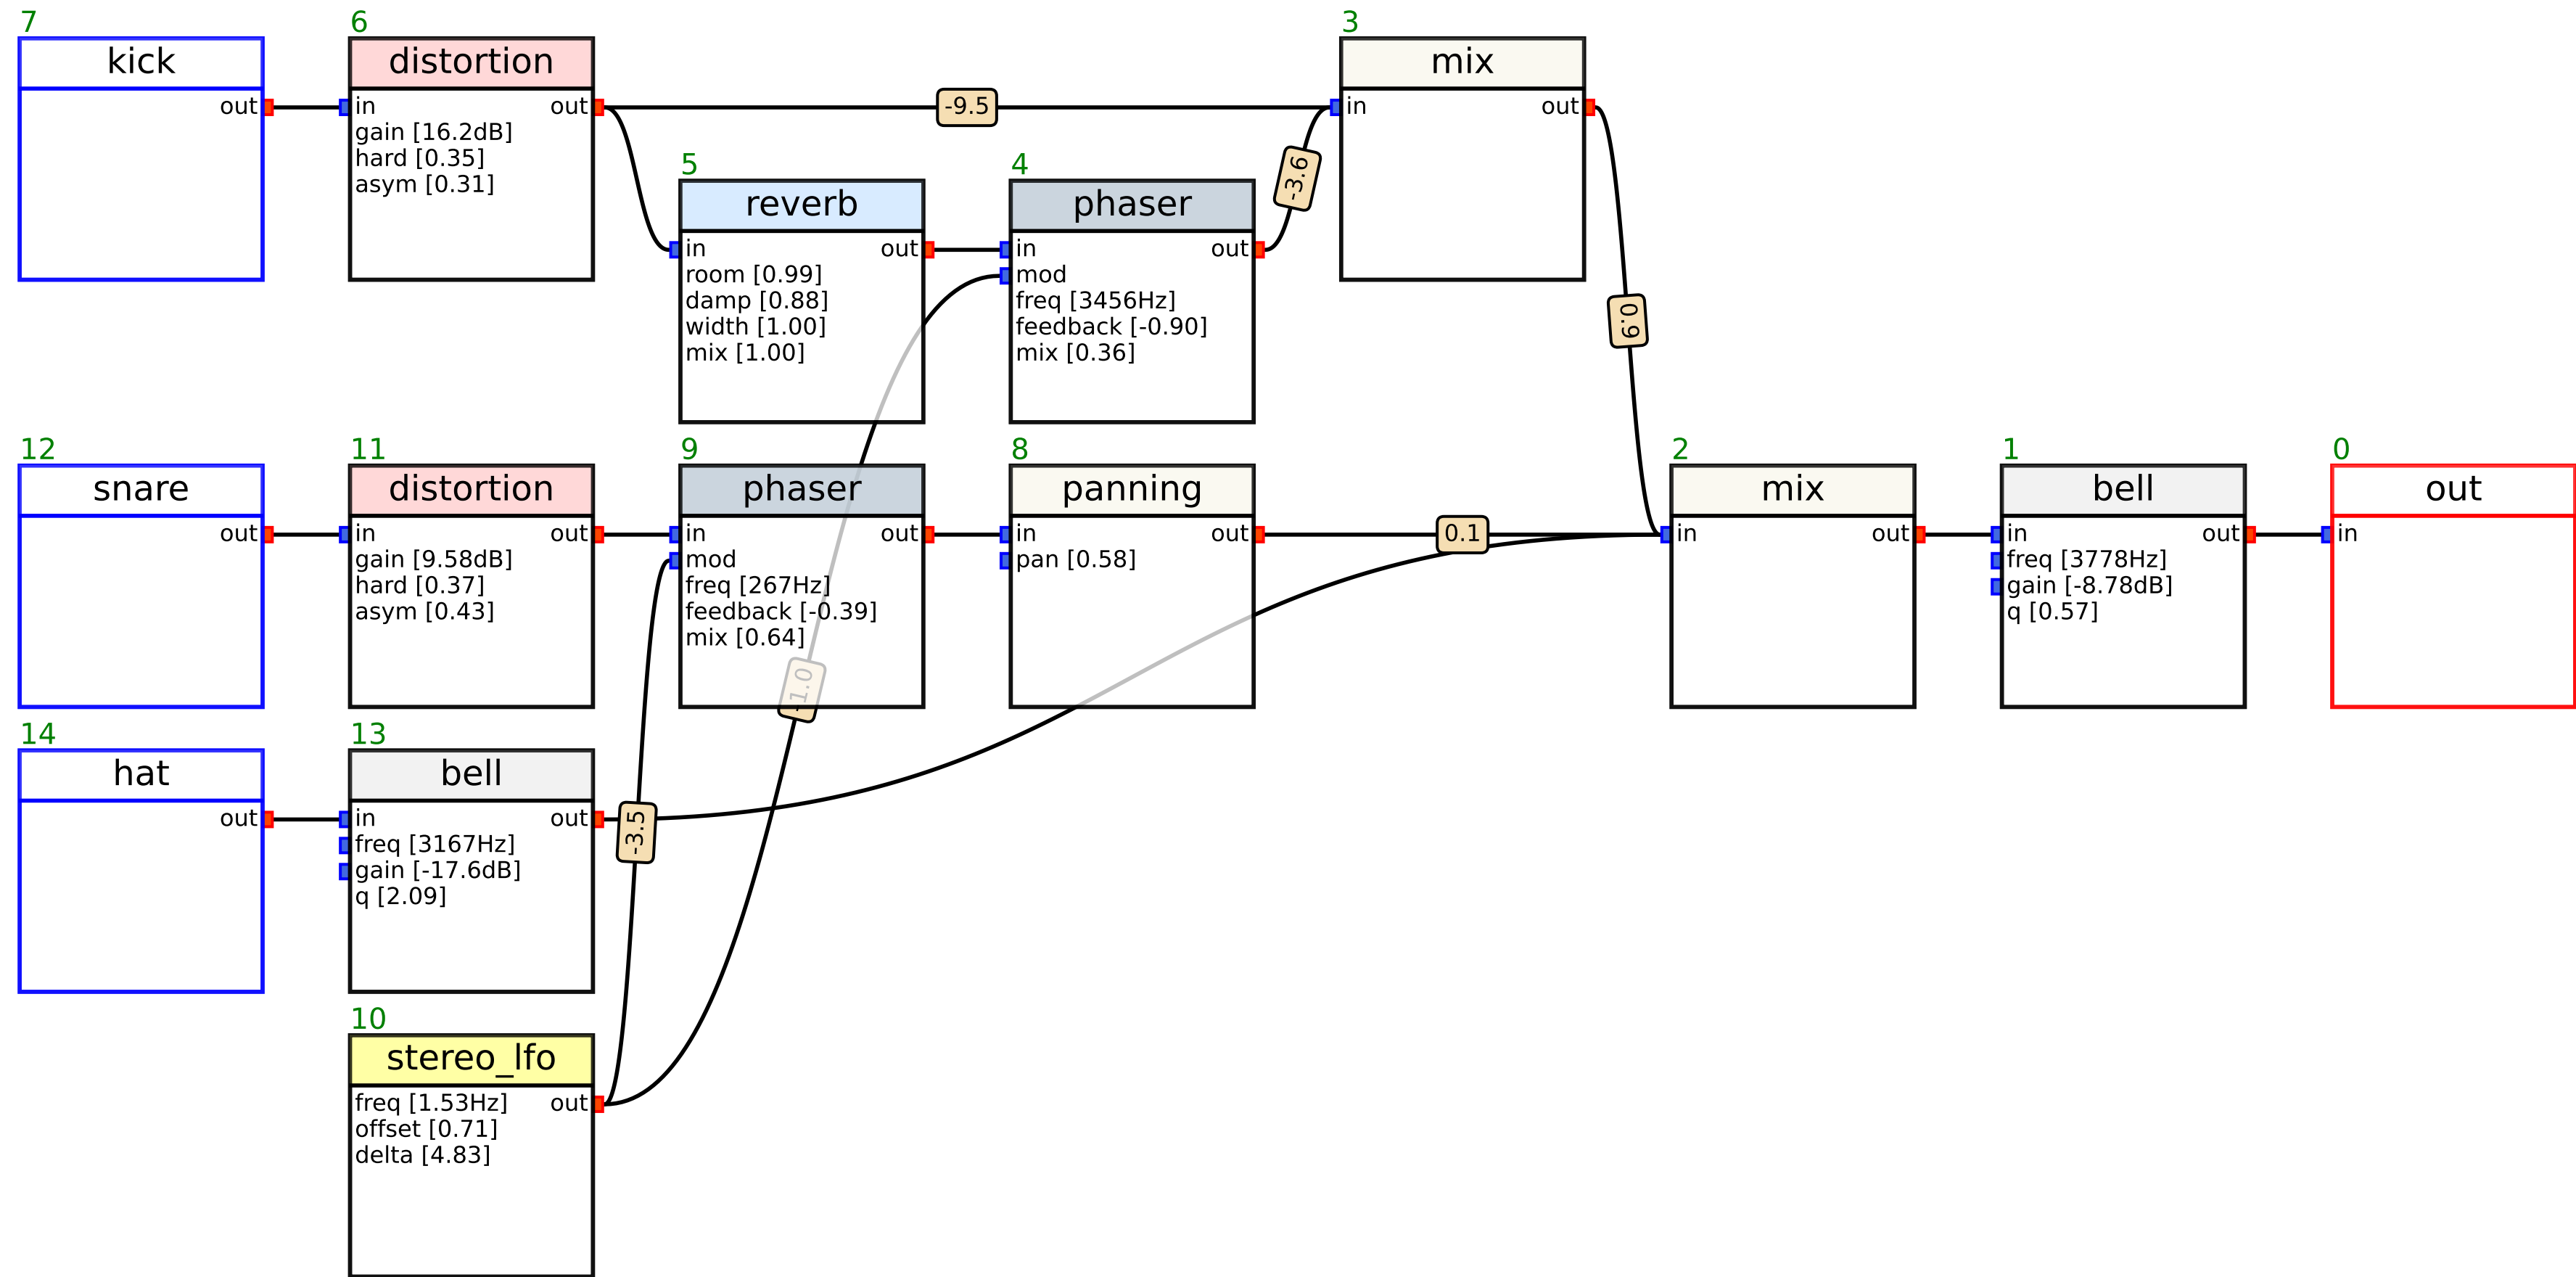 7
kick
out
6
distortion
in out
gain [16.2dB]
hard [0.35]
asym [0.31]
-9.5
3
mix
in out
5
reverb
in out
room [0.99]
damp [0.88]
width [1.00]
mix [1.00]
4
phaser
in out
mod
freq [3456Hz]
feedback [-0.90]
mix [0.36]
-3.6
0.9
12
snare
out
11
distortion
in out
gain [9.58dB]
hard [0.37]
asym [0.43]
9
phaser
in out
mod
freq [267Hz]
feedback [-0.39]
mix [0.64]
8
panning
in out
pan [0.58]
0.1
2
mix
in out
1
bell
in out
freq [3778Hz]
gain [-8.78dB]
q [0.57]
0
out
in
14
hat
out
13
bell
in out
freq [3167Hz]
gain [-17.6dB]
q [2.09]
-3.5
10
stereo_lfo
freq [1.53Hz] out
offset [0.71]
delta [4.83]